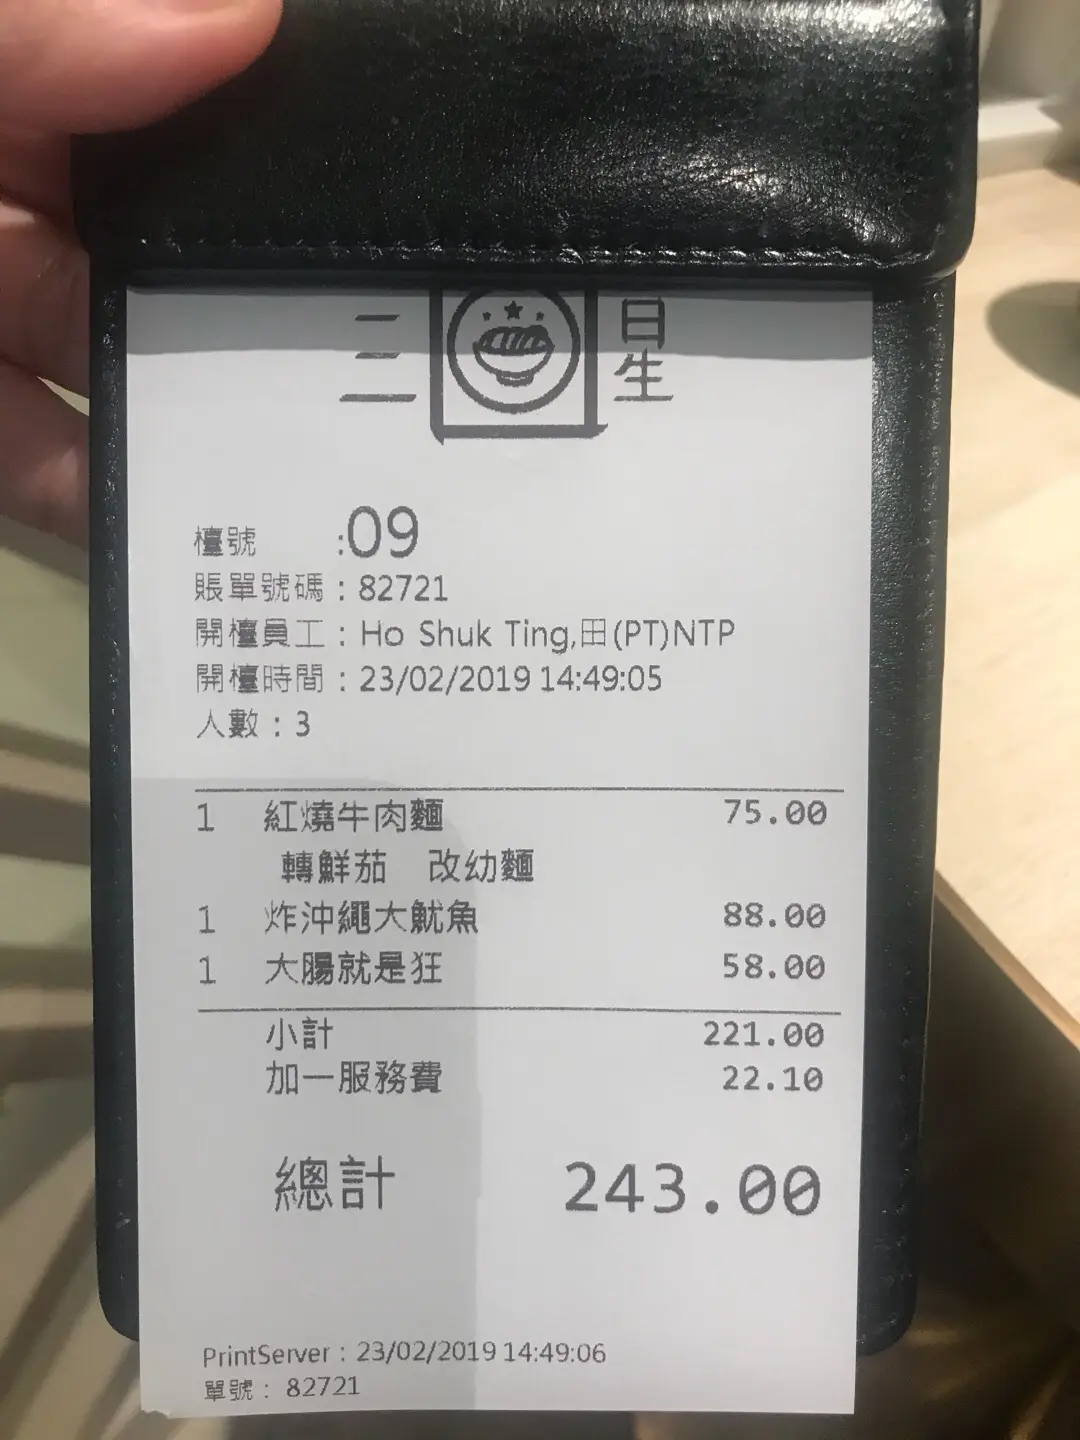 三星
檯號 :09
賬單號碼 : 82721
開檯員工 : Ho Shuk Ting,田(PT)NTP
開檯時間 : 23/02/2019 14:49:05
人數 : 3
1 紅燒牛肉麵 75.00
轉鮮茄 改幼麵
1 炸沖繩大魷魚 88.00
1 大腸就是狂 58.00
小計 221.00
加一服務費 22.10
總計 243.00
PrintServer : 23/02/2019 14:49:06
單號 : 82721